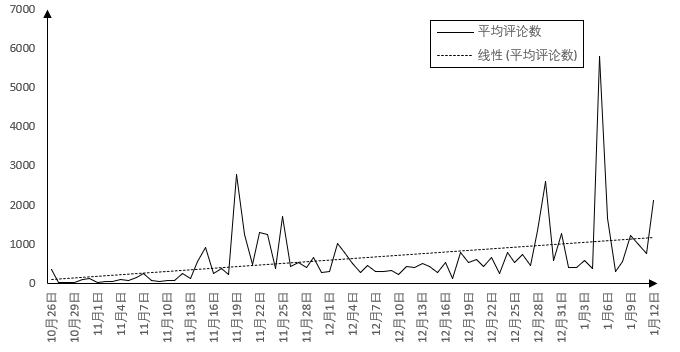 7000
6000
5000
4000
3000
2000
1000
0
平均评论数
线性 (平均评论数)
10月26日
10月29日
11月1日
11月4日
11月7日
11月10日
11月13日
11月16日
11月19日
11月22日
11月25日
11月28日
12月1日
12月4日
12月7日
12月10日
12月13日
12月16日
12月19日
12月22日
12月25日
12月28日
12月31日
1月3日
1月6日
1月9日
1月12日